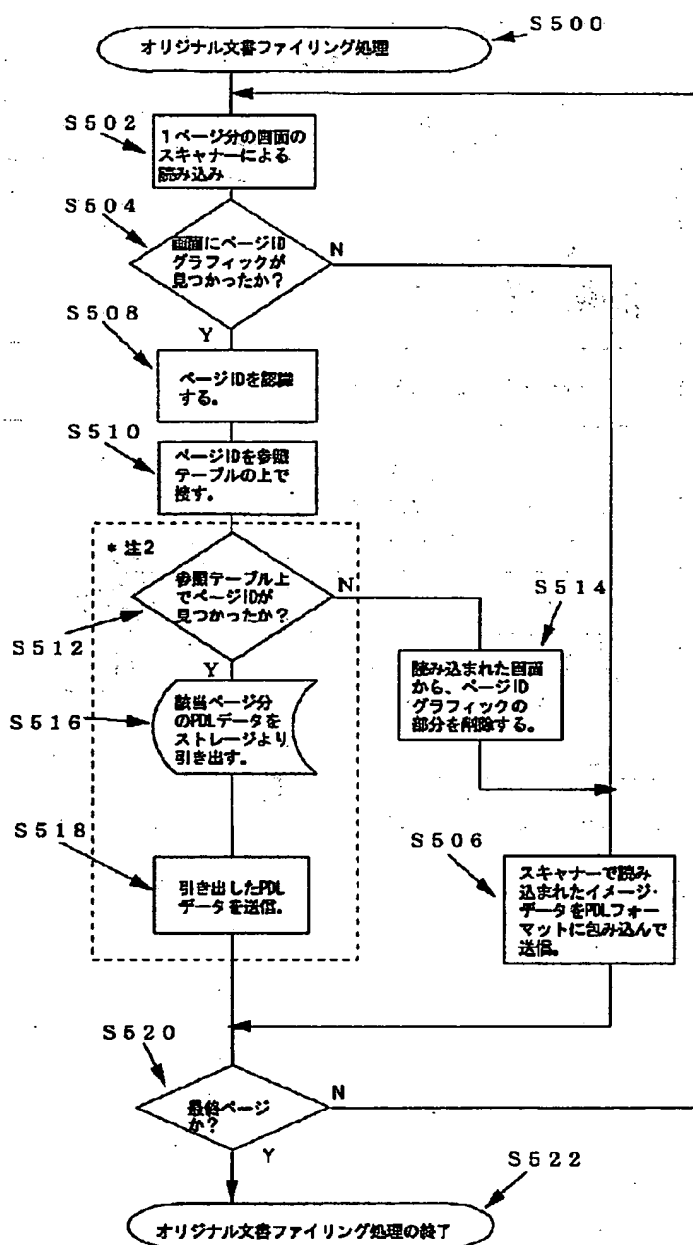 S500
オリジナル文書ファイリング処理
S502
1ページ分の画面の
スキャナーによる
読み込み
S504
画面にページID
グラフィックが
見つかったか?
N
Y
S508
ページIDを認識
する。
S510
ページIDを参照
テーブルの上で
捜す。
*注2
参照テーブル上
でページIDが
見つかったか?
N
S512
Y
S514
読み込まれた画面
から、ページID
グラフィックの
部分を削除する。
S516
該当ページ分
のPDLデータを
ストレージより
引き出す。
S518
引き出したPDL
データを送信。
S506
スキャナーで読み
込まれたイメージ・
データをPDLフォー
マットに包み込んで
送信。
S520
最終ページ
か?
N
Y
S522
オリジナル文書ファイリング処理の終了